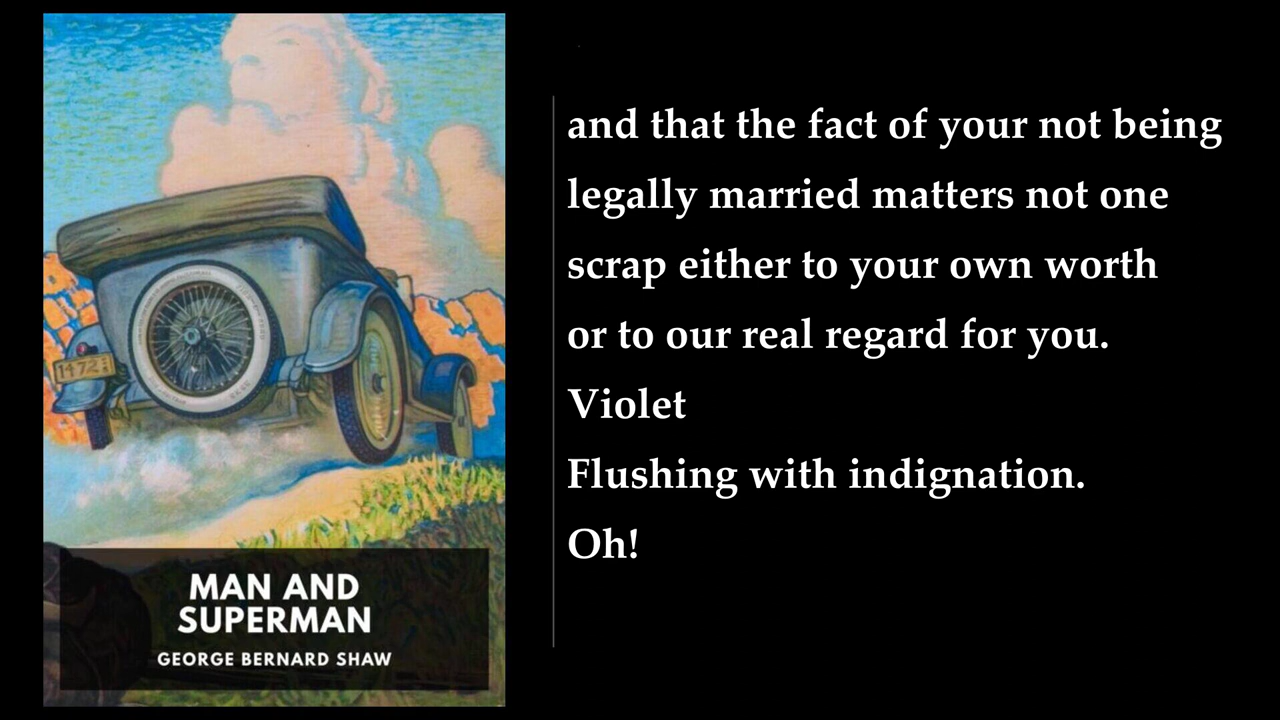 and that the fact of your not being
legally married matters not one
scrap either to your own worth
or to our real regard for you.
Violet
Flushing with indignation.
Oh!
1472
MAN AND
SUPERMAN
GEORGE BERNARD SHAW